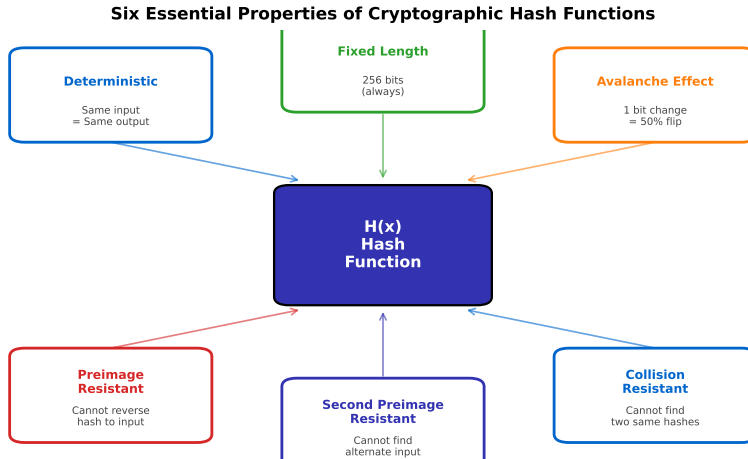 Six Essential Properties of Cryptographic Hash Functions
Fixed Length
256 bits
(always)
Deterministic
Same input
= Same output
Avalanche Effect
1 bit change
= 50% flip
H(x)
Hash
Function
Preimage
Resistant
Cannot reverse
hash to input
Second Preimage
Resistant
Cannot find
alternate input
Collision
Resistant
Cannot find
two same hashes